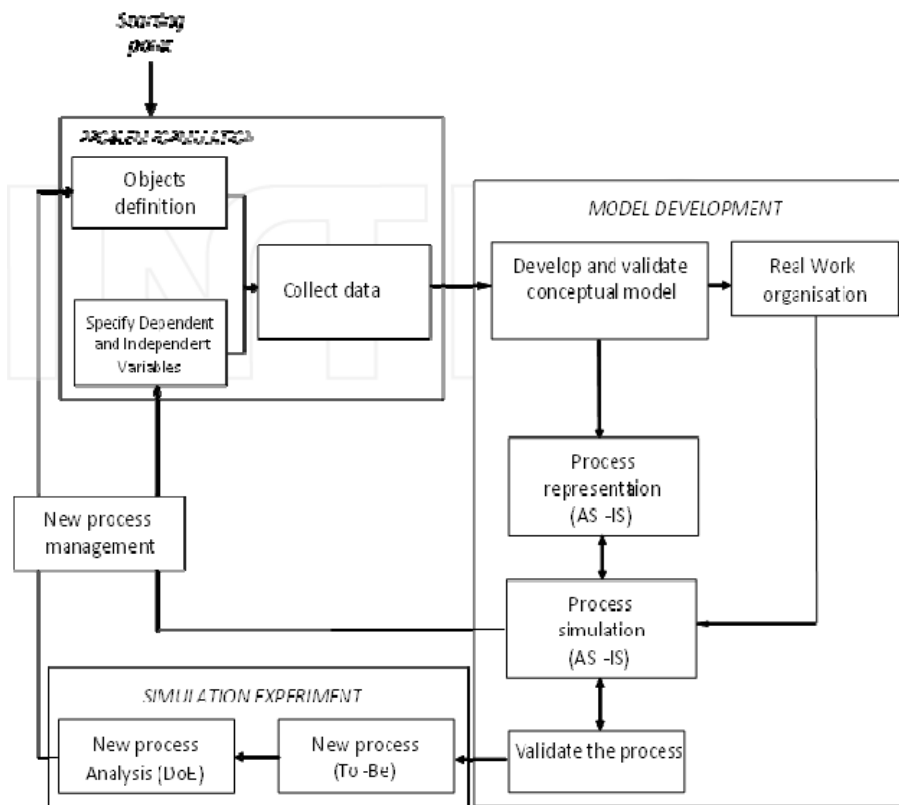 Objects
definition
Specify Dependent
and Independent
Variables
Collect data
MODEL DEVELOPMENT
Develop and validate
conceptual model
Real Work
organisation
Process
representation
(AS -IS)
Process
simulation
(AS -IS)
Validate the process
New process
management
SIMULATION EXPERIMENT
New process
Analysis (DoE)
New process
(To -Be)